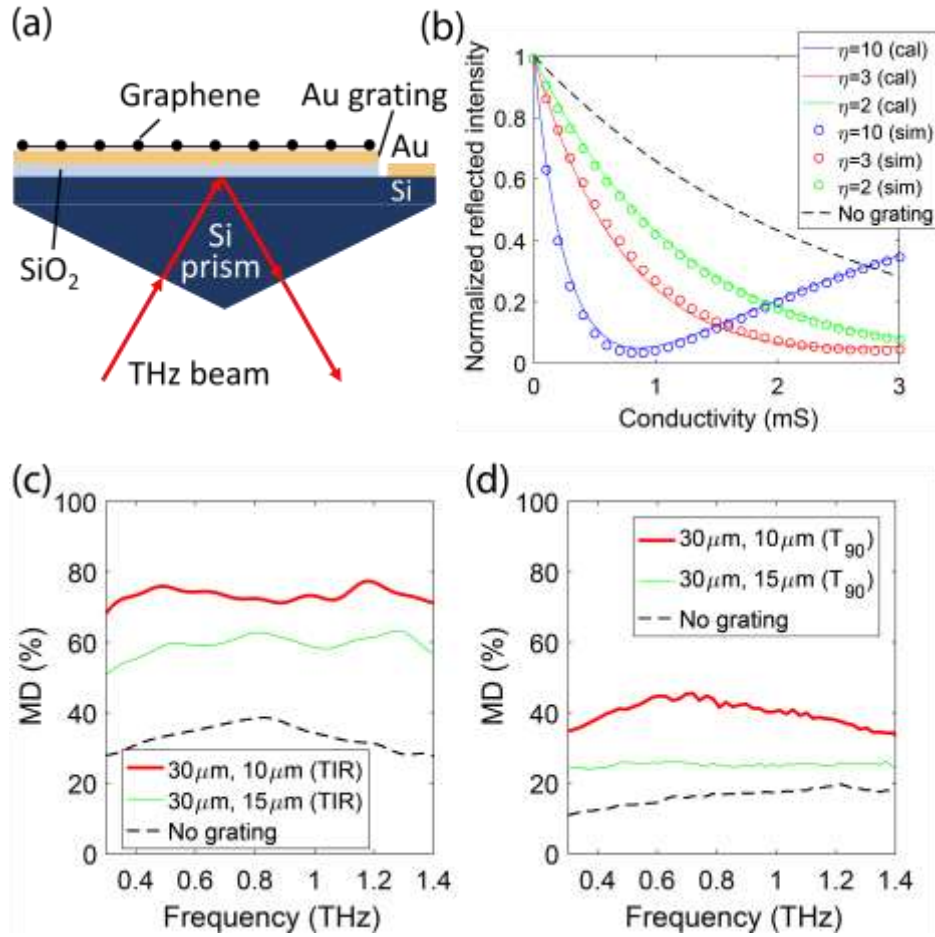 (a)
Graphene
Au grating
Au
Si
SiO2
Si
prism
THz beam
(b)
Normalized reflected intensity
1
0.8
0.6
0.4
0.2
0
0
1
2
3
Conductivity (mS)
η=10 (cal)
η=3 (cal)
η=2 (cal)
η=10 (sim)
η=3 (sim)
η=2 (sim)
No grating
(c)
MD (%)
100
80
60
40
20
0
30μm, 10μm (TIR)
30μm, 15μm (TIR)
No grating
0.4
0.6
0.8
1
1.2
1.4
Frequency (THz)
(d)
MD (%)
100
80
60
40
20
0
30μm, 10μm (T90)
30μm, 15μm (T90)
No grating
0.4
0.6
0.8
1
1.2
1.4
Frequency (THz)